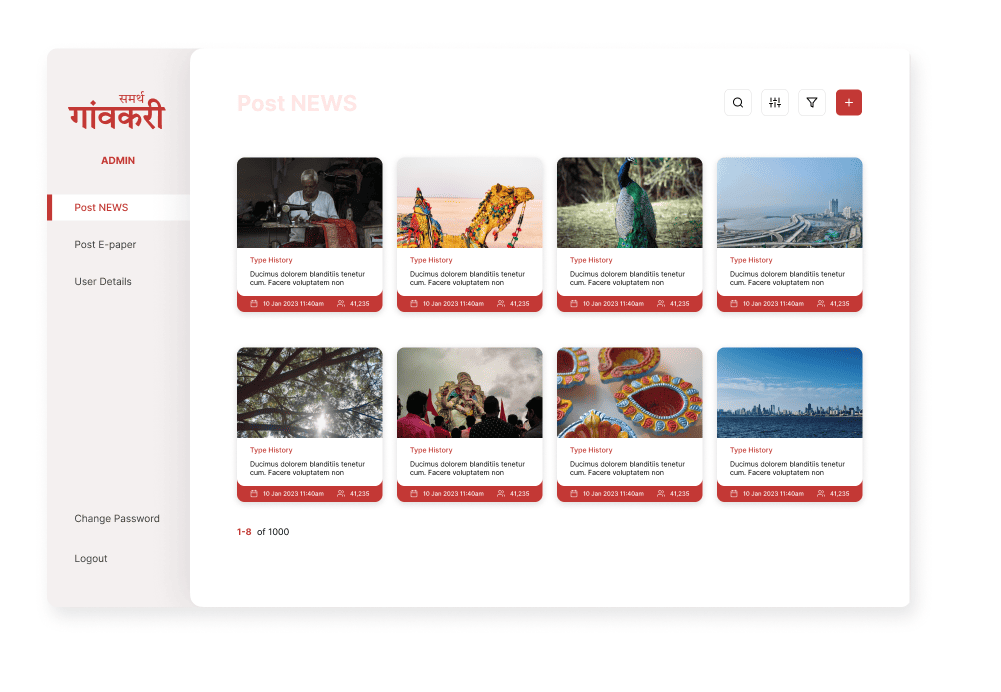 समर्थ
गांवकरी
ADMIN
Post NEWS
Post E-paper
User Details
Change Password
Logout
Post NEWS
Type History
Ducimus dolorem blanditiis tenetur
cum. Facere voluptatem non
10 Jan 2023 11:40am 41,235
Type History
Ducimus dolorem blanditiis tenetur
cum. Facere voluptatem non
10 Jan 2023 11:40am 41,235
Type History
Ducimus dolorem blanditiis tenetur
cum. Facere voluptatem non
10 Jan 2023 11:40am 41,235
Type History
Ducimus dolorem blanditiis tenetur
cum. Facere voluptatem non
10 Jan 2023 11:40am 41,235
Type History
Ducimus dolorem blanditiis tenetur
cum. Facere voluptatem non
10 Jan 2023 11:40am 41,235
Type History
Ducimus dolorem blanditiis tenetur
cum. Facere voluptatem non
10 Jan 2023 11:40am 41,235
Type History
Ducimus dolorem blanditiis tenetur
cum. Facere voluptatem non
10 Jan 2023 11:40am 41,235
Type History
Ducimus dolorem blanditiis tenetur
cum. Facere voluptatem non
10 Jan 2023 11:40am 41,235
1-8 of 1000